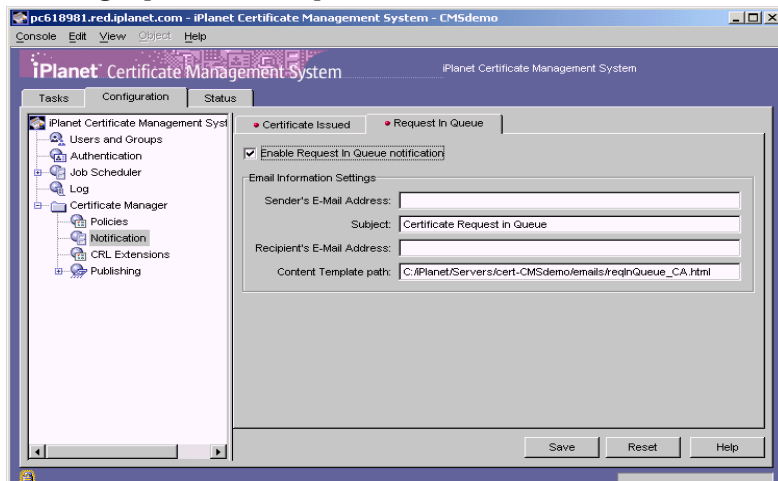 pc618981.red.iplanet.com - iPlanet Certificate Management System - CMSdemo
Console Edit View Object Help
iPlanet Certificate Management System
iPlanet Certificate Management System
Tasks Configuration Status
iPlanet Certificate Management Syst
Users and Groups
Authentication
Job Scheduler
Log
Certificate Manager
Policies
Notification
CRL Extensions
Publishing
Certificate Issued Request In Queue
Enable Request In Queue notification
Email Information Settings
Sender's E-Mail Address:
Subject: Certificate Request in Queue
Recipient's E-Mail Address:
Content Template path: C:/iPlanet/Servers/cert-CMSdemo/emails/reqInQueue_CA.html
Save Reset Help